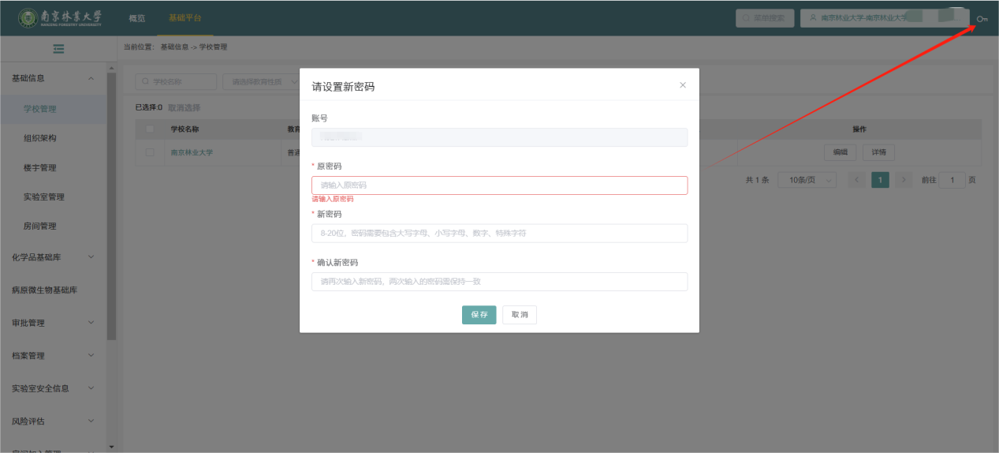 南京林业大學
NANJING FORESTRY UNIVERSITY
概览
基础平台
菜单搜索
南京林业大学-南京林业大学
当前位置： 基础信息 -> 学校管理
基础信息
学校管理
组织架构
楼宇管理
实验室管理
房间管理
化学品基础库
病原微生物基础库
审批管理
档案管理
实验室安全信息
风险评估
学校名称
请选择教育性质
已选择:0 取消选择
学校名称
教育
操作
南京林业大学
普通
编辑
详情
共 1 条
10条/页
1
前往 1 页
请设置新密码
账号
* 原密码
请输入原密码
请输入原密码
* 新密码
8-20位，密码需要包含大写字母、小写字母、数字、特殊字符
* 确认新密码
请再次输入新密码，两次输入的密码需保持一致
保存
取消